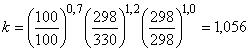 k = (100/100)^0,7 (298/330)^1,2 (298/298)^1,0 = 1,056